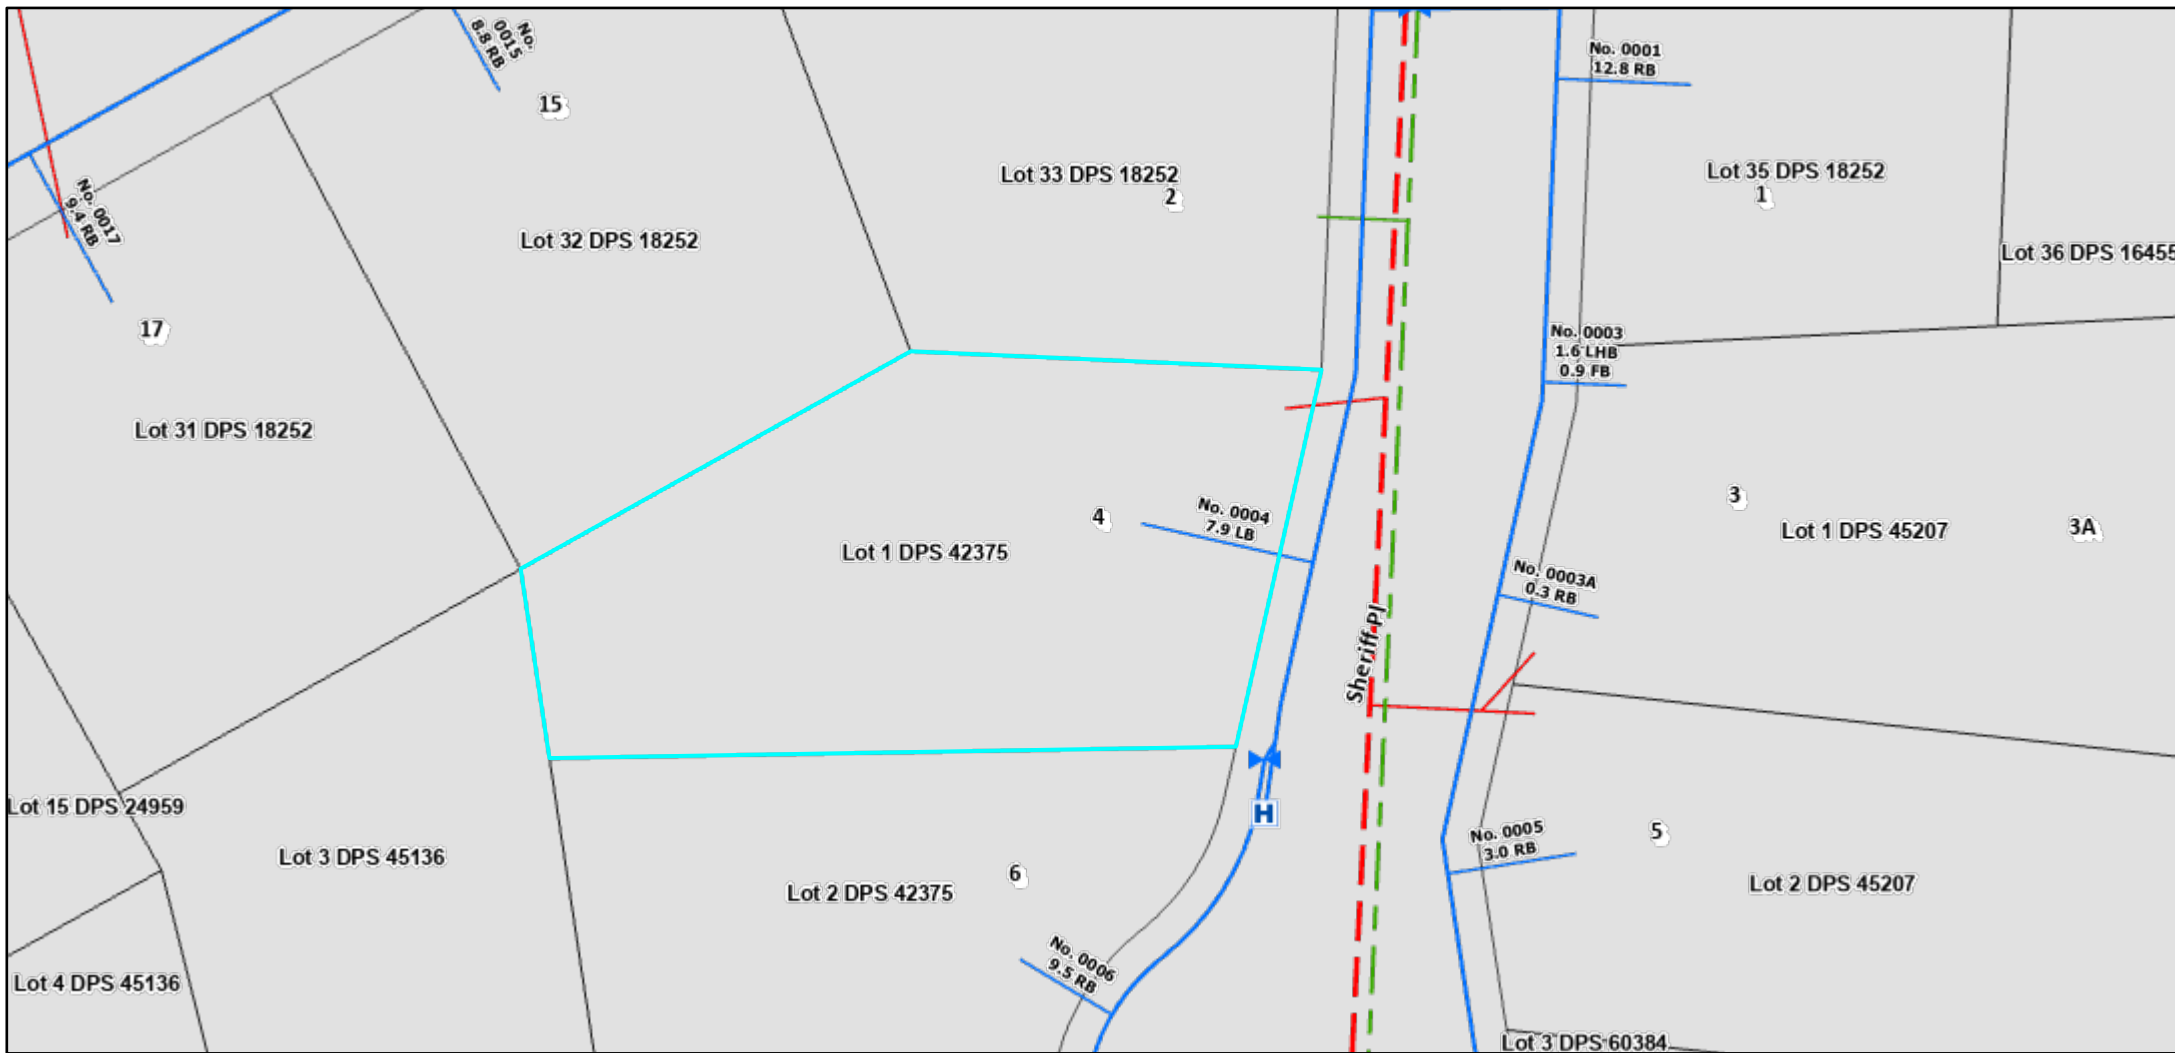 No.
0015
8.8 RB
15
No. 0001
12.8 RB
Lot 33 DPS 18252
2
Lot 35 DPS 18252
1
No. 0017
9.4 RB
Lot 32 DPS 18252
Lot 36 DPS 16455
17
No. 0003
1.6 LHB
0.9 FB
Lot 31 DPS 18252
3
Lot 1 DPS 45207
3A
4
No. 0004
7.9 LB
Lot 1 DPS 42375
No. 0003A
0.3 RB
Sheriff Pl
Lot 15 DPS 24959
H
No. 0005
3.0 RB
5
Lot 3 DPS 45136
6
Lot 2 DPS 42375
Lot 2 DPS 45207
No. 0006
9.5 RB
Lot 4 DPS 45136
Lot 3 DPS 60384